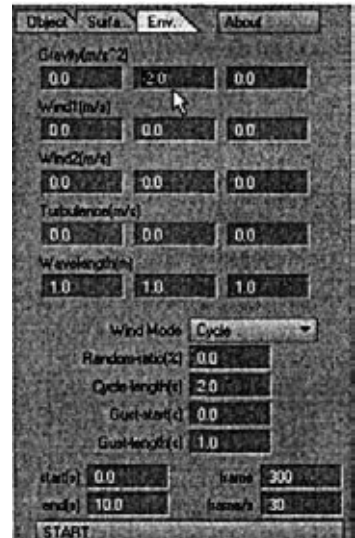 Object Surfa.. Env. About
Gravity(m/s^2)
0.0 -2.0 0.0
Wind1(m/s)
0.0 0.0 0.0
Wind2(m/s)
0.0 0.0 0.0
Turbulence(m/s)
0.0 0.0 0.0
Wavelength(m)
1.0 1.0 1.0
Wind Mode Cycle
Random-ratio(%) 0.0
Cycle-length(s) 2.0
Gust-start(s) 0.0
Gust-length(s) 1.0
start(s) 0.0 frame 300
end(s) 10.0 frame/s 30
START